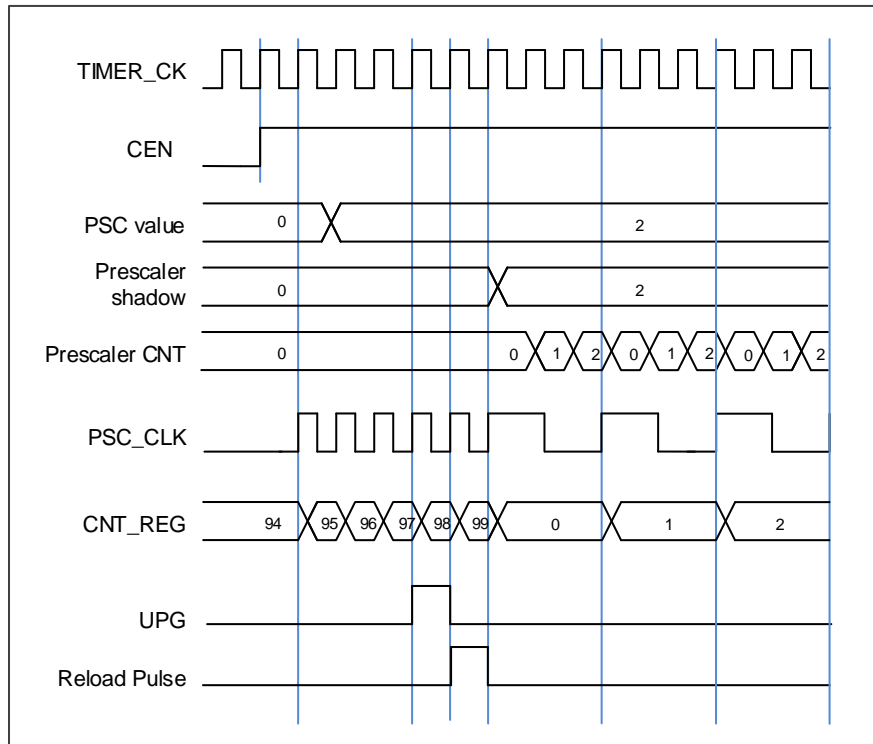 TIMER_CK
CEN
PSC value 0 2
Prescaler
shadow 0 2
Prescaler CNT 0 0 1 2 0 1 2 0 1 2
PSC_CLK
CNT_REG 94 95 96 97 98 99 0 1 2
UPG
Reload Pulse